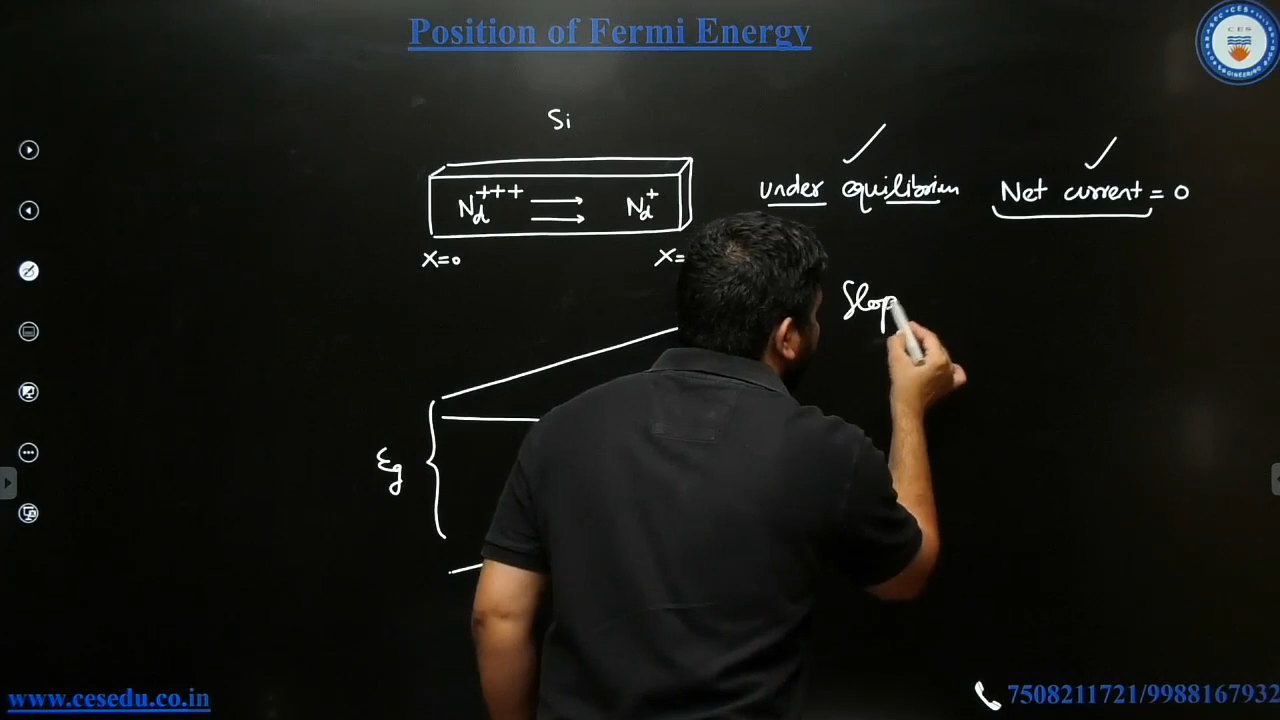 Position of Fermi Energy
CES
Si
Nd+++ Nd+
under equilibrium Net current = 0
X=0 X=
Slop
Eg
www.cesedu.co.in
7508211721/9988167932